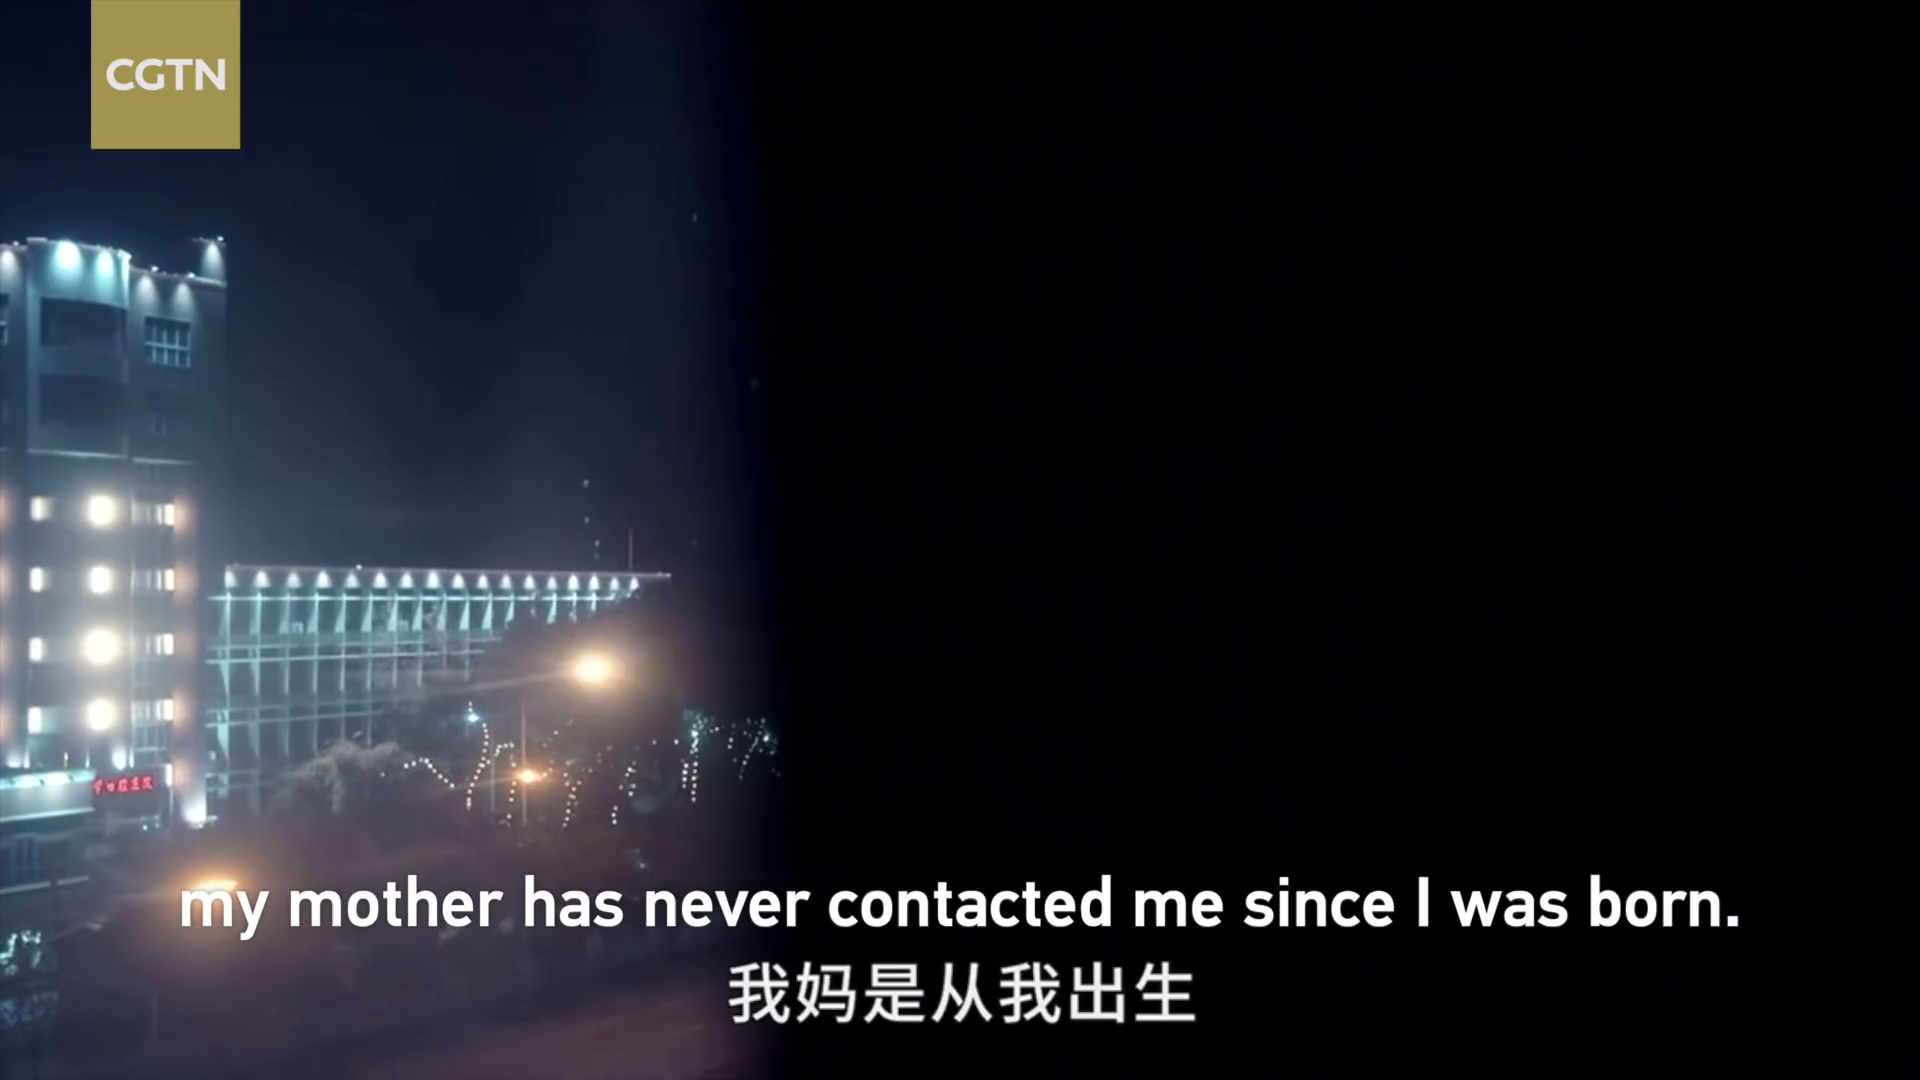 CGTN
my mother has never contacted me since I was born.
我妈是从我出生